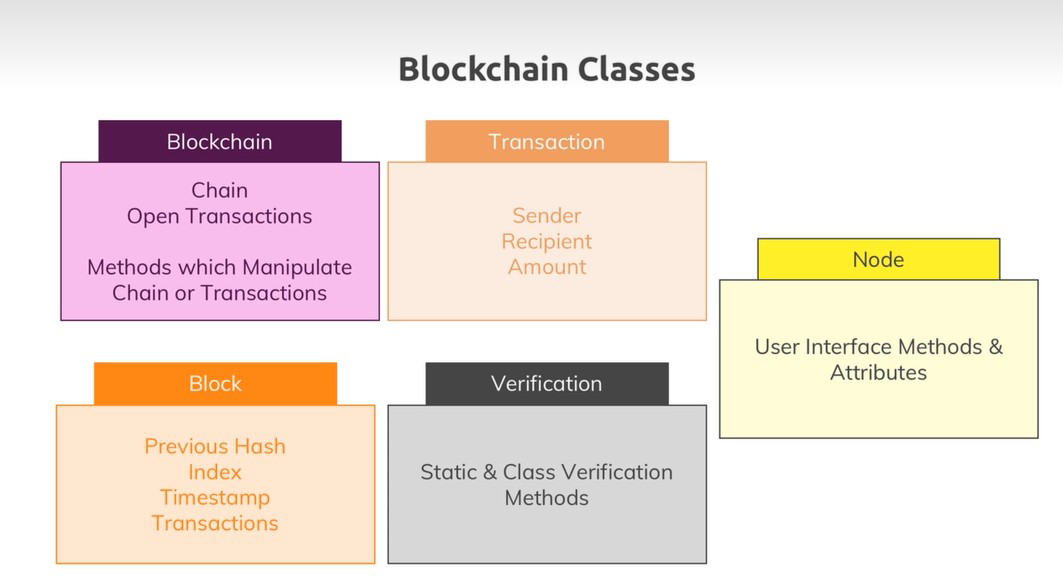 Blockchain Classes
Blockchain
Chain
Open Transactions
Methods which Manipulate
Chain or Transactions
Transaction
Sender
Recipient
Amount
Node
User Interface Methods &
Attributes
Block
Previous Hash
Index
Timestamp
Transactions
Verification
Static & Class Verification
Methods